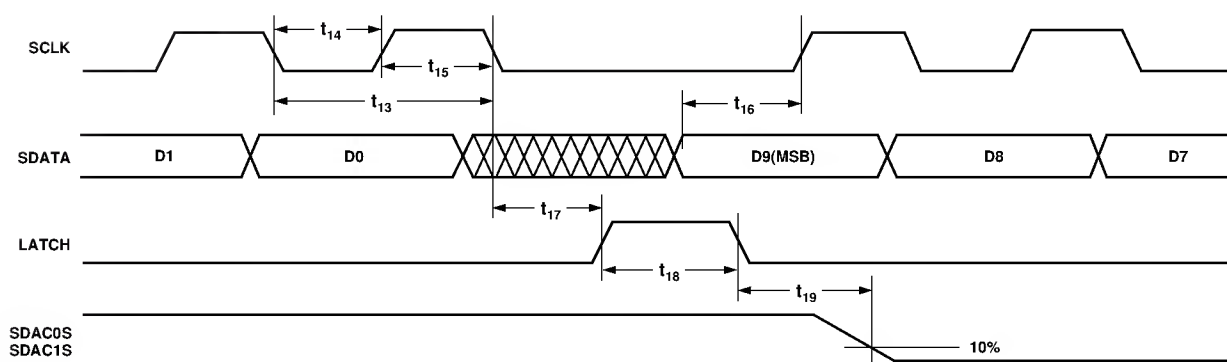 SCLK
t14
t15
t13
t16
SDATA
D1
D0
D9(MSB)
D8
D7
t17
LATCH
t18
t19
SDAC0S
SDAC1S
10%